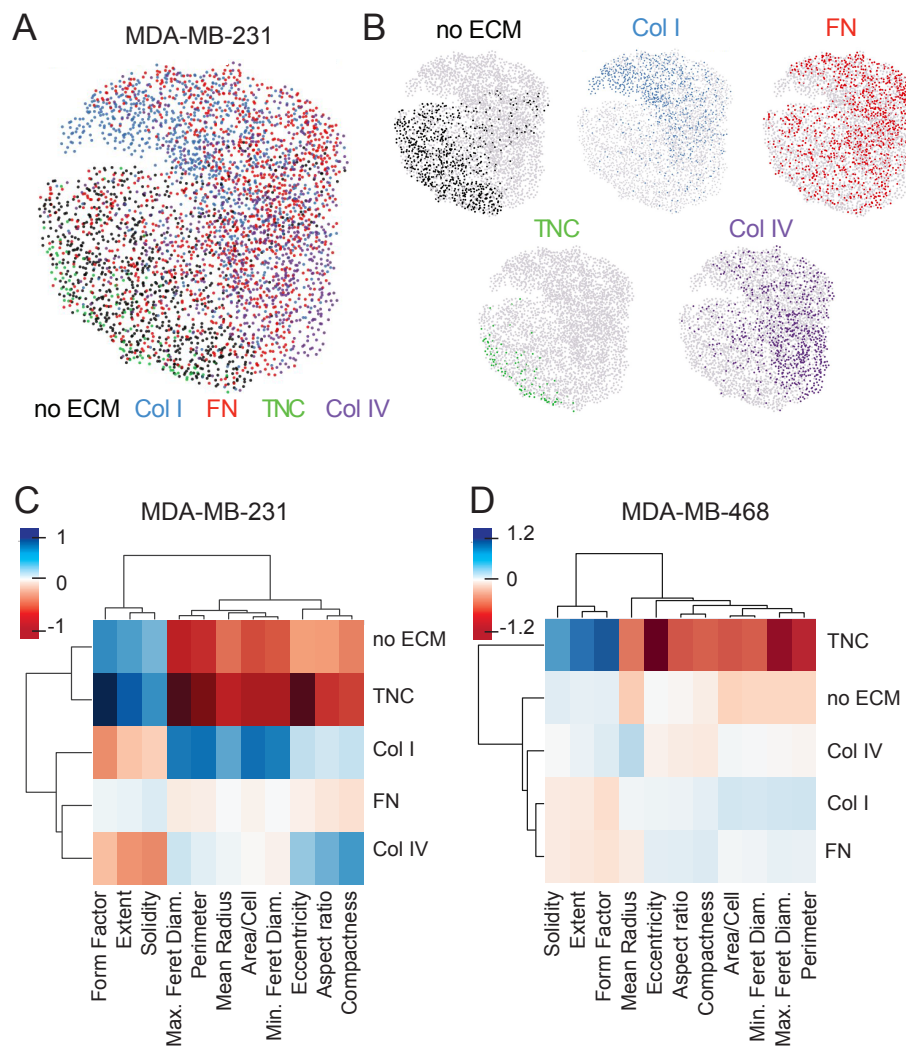 A
MDA-MB-231
no ECM Col I FN TNC Col IV
B
no ECM
Col I
FN
TNC
Col IV
C
MDA-MB-231
1
0
-1
no ECM
TNC
Col I
FN
Col IV
Form Factor
Extent
Solidity
Max. Feret Diam.
Perimeter
Mean Radius
Area/Cell
Min. Feret Diam.
Eccentricity
Aspect ratio
Compactness
D
MDA-MB-468
1.2
0
-1.2
TNC
no ECM
Col IV
Col I
FN
Solidity
Extent
Form Factor
Mean Radius
Eccentricity
Aspect ratio
Compactness
Area/Cell
Min. Feret Diam.
Max. Feret Diam.
Perimeter